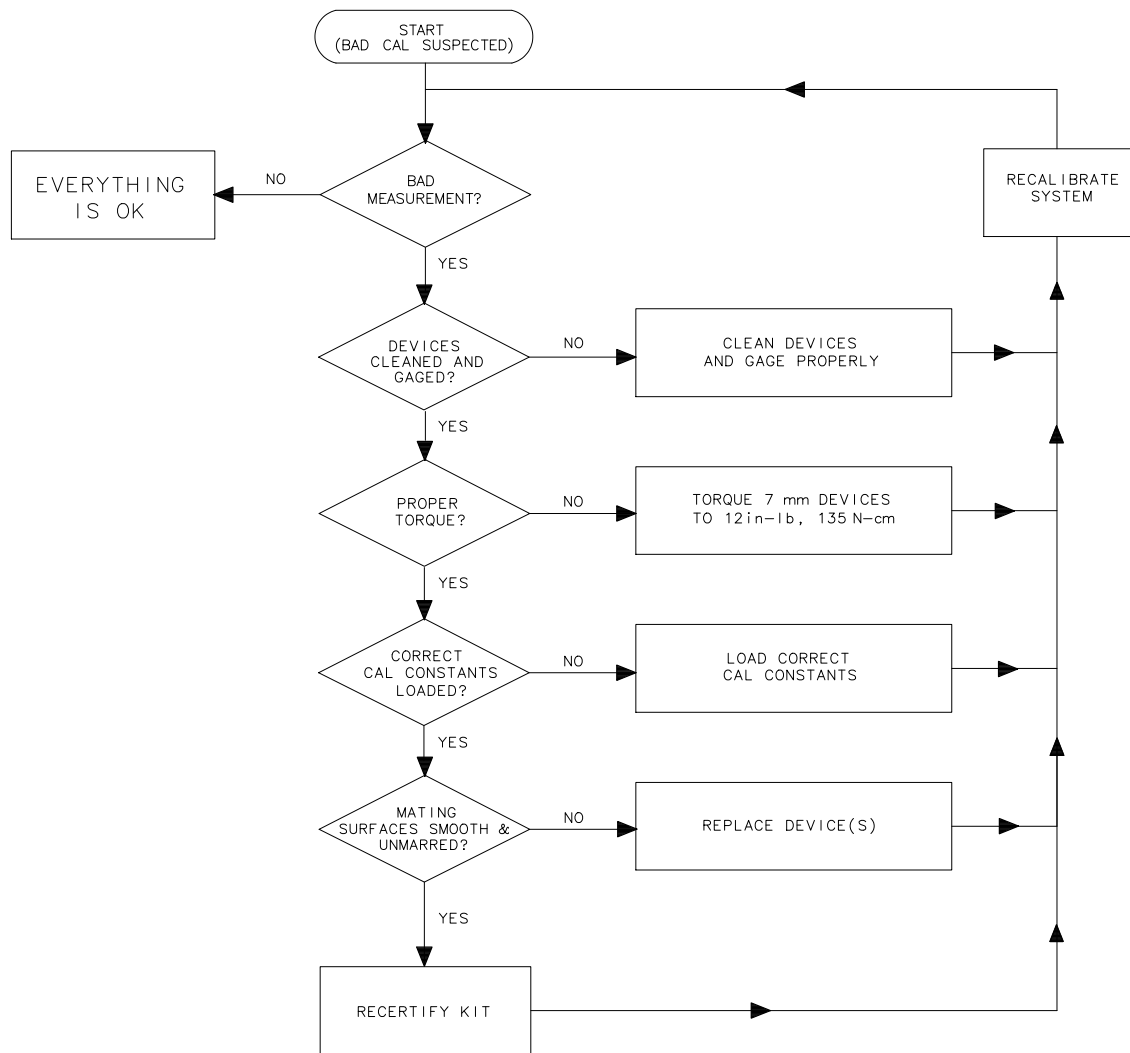 START
(BAD CAL SUSPECTED)
BAD
MEASUREMENT?
NO
EVERYTHING
IS OK
RECALIBRATE
SYSTEM
YES
DEVICES
CLEANED AND
GAGED?
NO
CLEAN DEVICES
AND GAGE PROPERLY
YES
PROPER
TORQUE?
NO
TORQUE 7 mm DEVICES
TO 12in-lb, 135 N-cm
YES
CORRECT
CAL CONSTANTS
LOADED?
NO
LOAD CORRECT
CAL CONSTANTS
YES
MATING
SURFACES SMOOTH &
UNMARRED?
NO
REPLACE DEVICE(S)
YES
RECERTIFY KIT